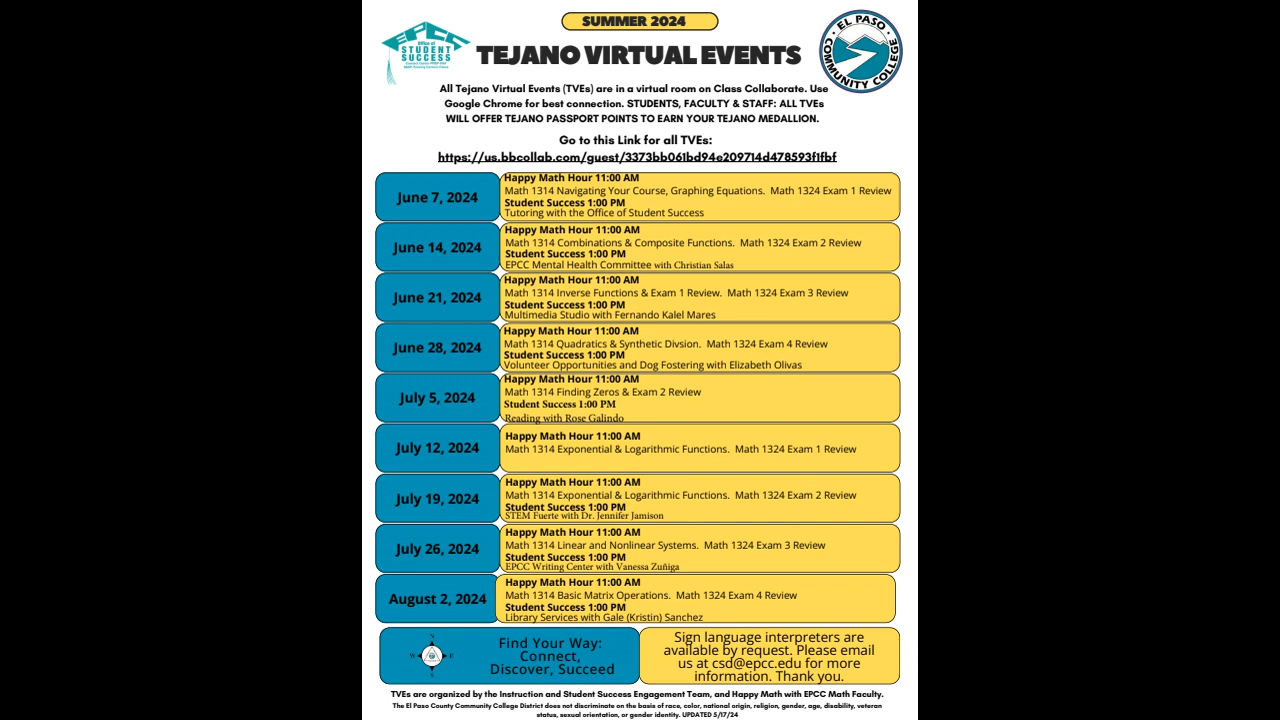 SUMMER 2024
EPCC
Office of
STUDENT
SUCCESS
EL PASO
COMMUNITY COLLEGE
TEJANO VIRTUAL EVENTS
All Tejano Virtual Events (TVEs) are in a virtual room on Class Collaborate. Use
Google Chrome for best connection. STUDENTS, FACULTY & STAFF: ALL TVEs
WILL OFFER TEJANO PASSPORT POINTS TO EARN YOUR TEJANO MEDALLION.
Go to this Link for all TVEs:
https://us.bbcollab.com/guest/3373bb061bd94e209714d478593f1fbf
June 7, 2024
Happy Math Hour 11:00 AM
Math 1314 Navigating Your Course, Graphing Equations. Math 1324 Exam 1 Review
Student Success 1:00 PM
Tutoring with the Office of Student Success
June 14, 2024
Happy Math Hour 11:00 AM
Math 1314 Combinations & Composite Functions. Math 1324 Exam 2 Review
Student Success 1:00 PM
EPCC Mental Health Committee with Christian Salas
June 21, 2024
Happy Math Hour 11:00 AM
Math 1314 Inverse Functions & Exam 1 Review. Math 1324 Exam 3 Review
Student Success 1:00 PM
Multimedia Studio with Fernando Kalel Mares
June 28, 2024
Happy Math Hour 11:00 AM
Math 1314 Quadratics & Synthetic Divsion. Math 1324 Exam 4 Review
Student Success 1:00 PM
Volunteer Opportunities and Dog Fostering with Elizabeth Olivas
July 5, 2024
Happy Math Hour 11:00 AM
Math 1314 Finding Zeros & Exam 2 Review
Student Success 1:00 PM
Reading with Rose Galindo
July 12, 2024
Happy Math Hour 11:00 AM
Math 1314 Exponential & Logarithmic Functions. Math 1324 Exam 1 Review
July 19, 2024
Happy Math Hour 11:00 AM
Math 1314 Exponential & Logarithmic Functions. Math 1324 Exam 2 Review
Student Success 1:00 PM
STEM Fuerte with Dr. Jennifer Jamison
July 26, 2024
Happy Math Hour 11:00 AM
Math 1314 Linear and Nonlinear Systems. Math 1324 Exam 3 Review
Student Success 1:00 PM
EPCC Writing Center with Vanessa Zuñiga
August 2, 2024
Happy Math Hour 11:00 AM
Math 1314 Basic Matrix Operations. Math 1324 Exam 4 Review
Student Success 1:00 PM
Library Services with Gale (Kristin) Sanchez
N
W E
S
Find Your Way:
Connect,
Discover, Succeed
Sign language interpreters are
available by request. Please email
us at csd@epcc.edu for more
information. Thank you.
TVEs are organized by the Instruction and Student Success Engagement Team, and Happy Math with EPCC Math Faculty.
The El Paso County Community College District does not discriminate on the basis of race, color, national origin, religion, gender, age, disability, veteran
status, sexual orientation, or gender identity. UPDATED 5/17/24